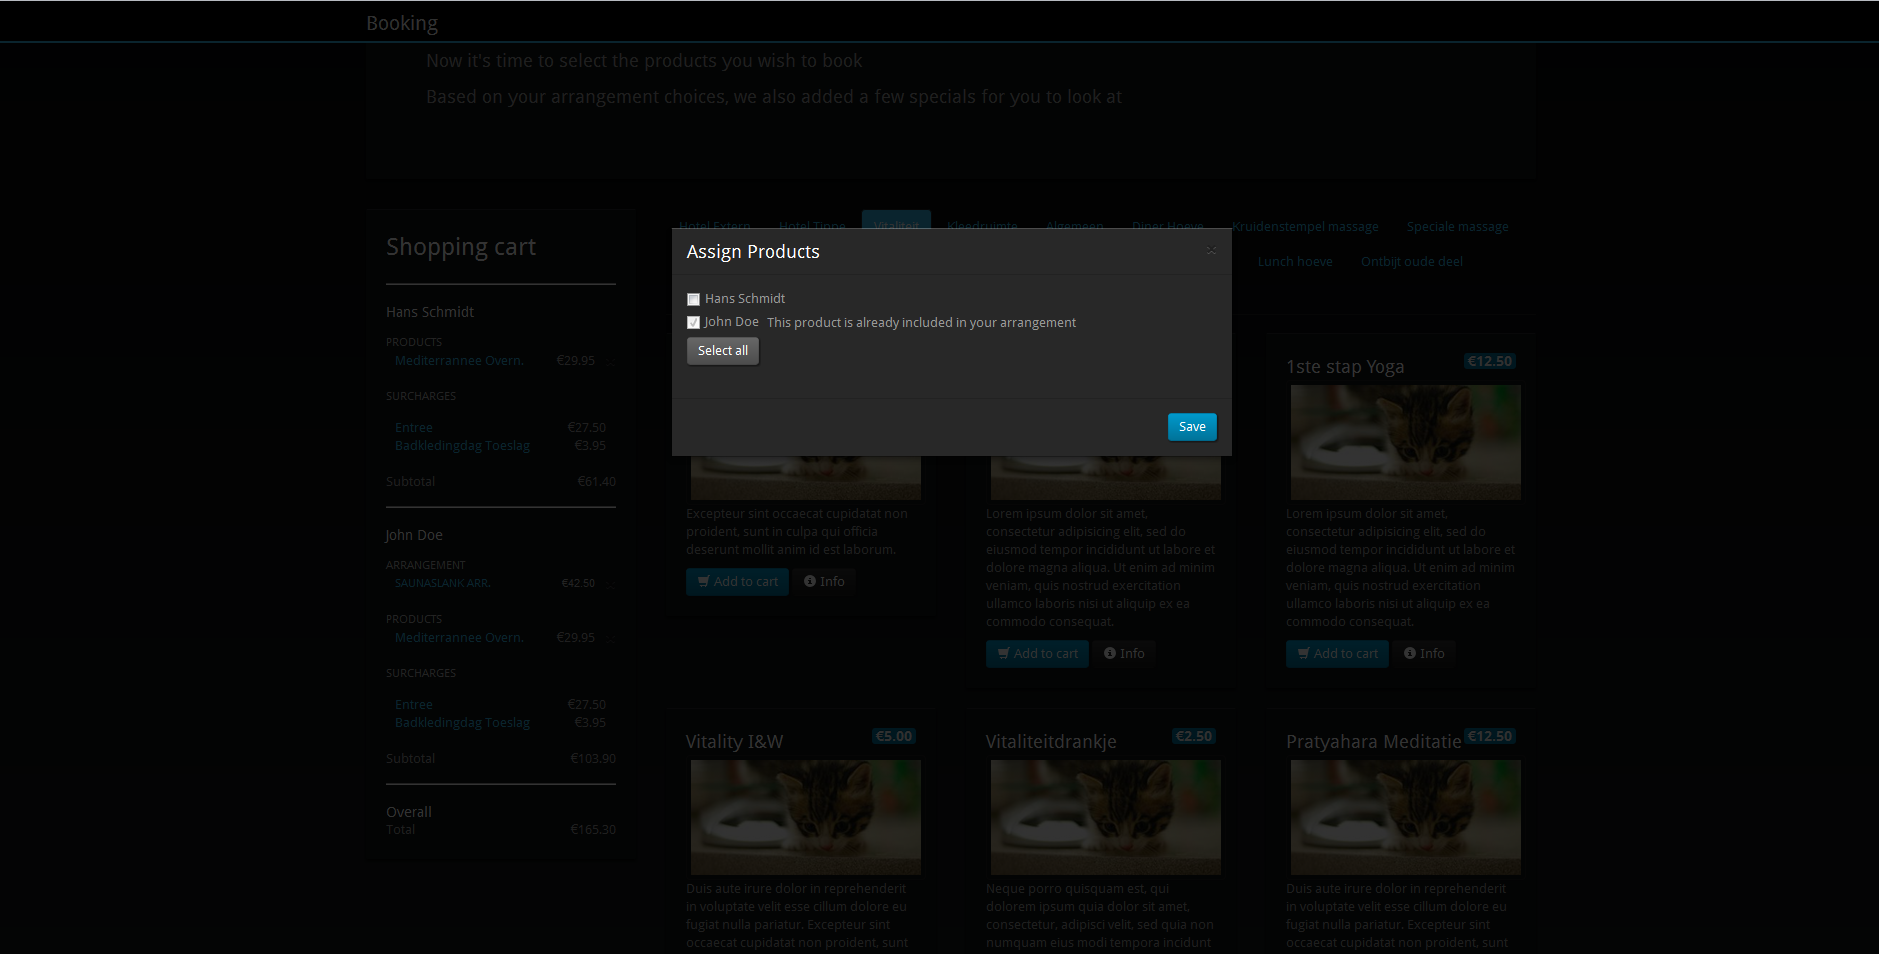 Booking
Now it's time to select the products you wish to book
Based on your arrangement choices, we also added a few specials for you to look at
Shopping cart
Hans Schmidt
PRODUCTS
Mediterrannee Overn. €29.95
SURCHARGES
Entree €27.50
Badkledingdag Toeslag €3.95
Subtotal €61.40
John Doe
ARRANGEMENT
SAUNASLANK ARR. €42.50
PRODUCTS
Mediterrannee Overn. €29.95
SURCHARGES
Entree €27.50
Badkledingdag Toeslag €3.95
Subtotal €103.90
Overall
Total €165.30
Hotel Extern Hotel Tippe Vitaliteit Kleedruimte Algemeen Diner Hoeve Kruidenstempel massage Speciale massage
Lunch hoeve Ontbijt oude deel
Assign Products ×
Hans Schmidt
John Doe This product is already included in your arrangement
Select all
Save
1ste stap Yoga €12.50
Excepteur sint occaecat cupidatat non
proident, sunt in culpa qui officia
deserunt mollit anim id est laborum.
Add to cart Info
Lorem ipsum dolor sit amet,
consectetur adipisicing elit, sed do
eiusmod tempor incididunt ut labore et
dolore magna aliqua. Ut enim ad minim
veniam, quis nostrud exercitation
ullamco laboris nisi ut aliquip ex ea
commodo consequat.
Add to cart Info
Lorem ipsum dolor sit amet,
consectetur adipisicing elit, sed do
eiusmod tempor incididunt ut labore et
dolore magna aliqua. Ut enim ad minim
veniam, quis nostrud exercitation
ullamco laboris nisi ut aliquip ex ea
commodo consequat.
Add to cart Info
Vitality I&W €5.00
Duis aute irure dolor in reprehenderit
in voluptate velit esse cillum dolore eu
fugiat nulla pariatur. Excepteur sint
occaecat cupidatat non proident, sunt
Vitaliteitdrankje €2.50
Neque porro quisquam est, qui
dolorem ipsum quia dolor sit amet,
consectetur, adipisci velit, sed quia non
numquam eius modi tempora incidunt
Pratyahara Meditatie €12.50
Duis aute irure dolor in reprehenderit
in voluptate velit esse cillum dolore eu
fugiat nulla pariatur. Excepteur sint
occaecat cupidatat non proident, sunt